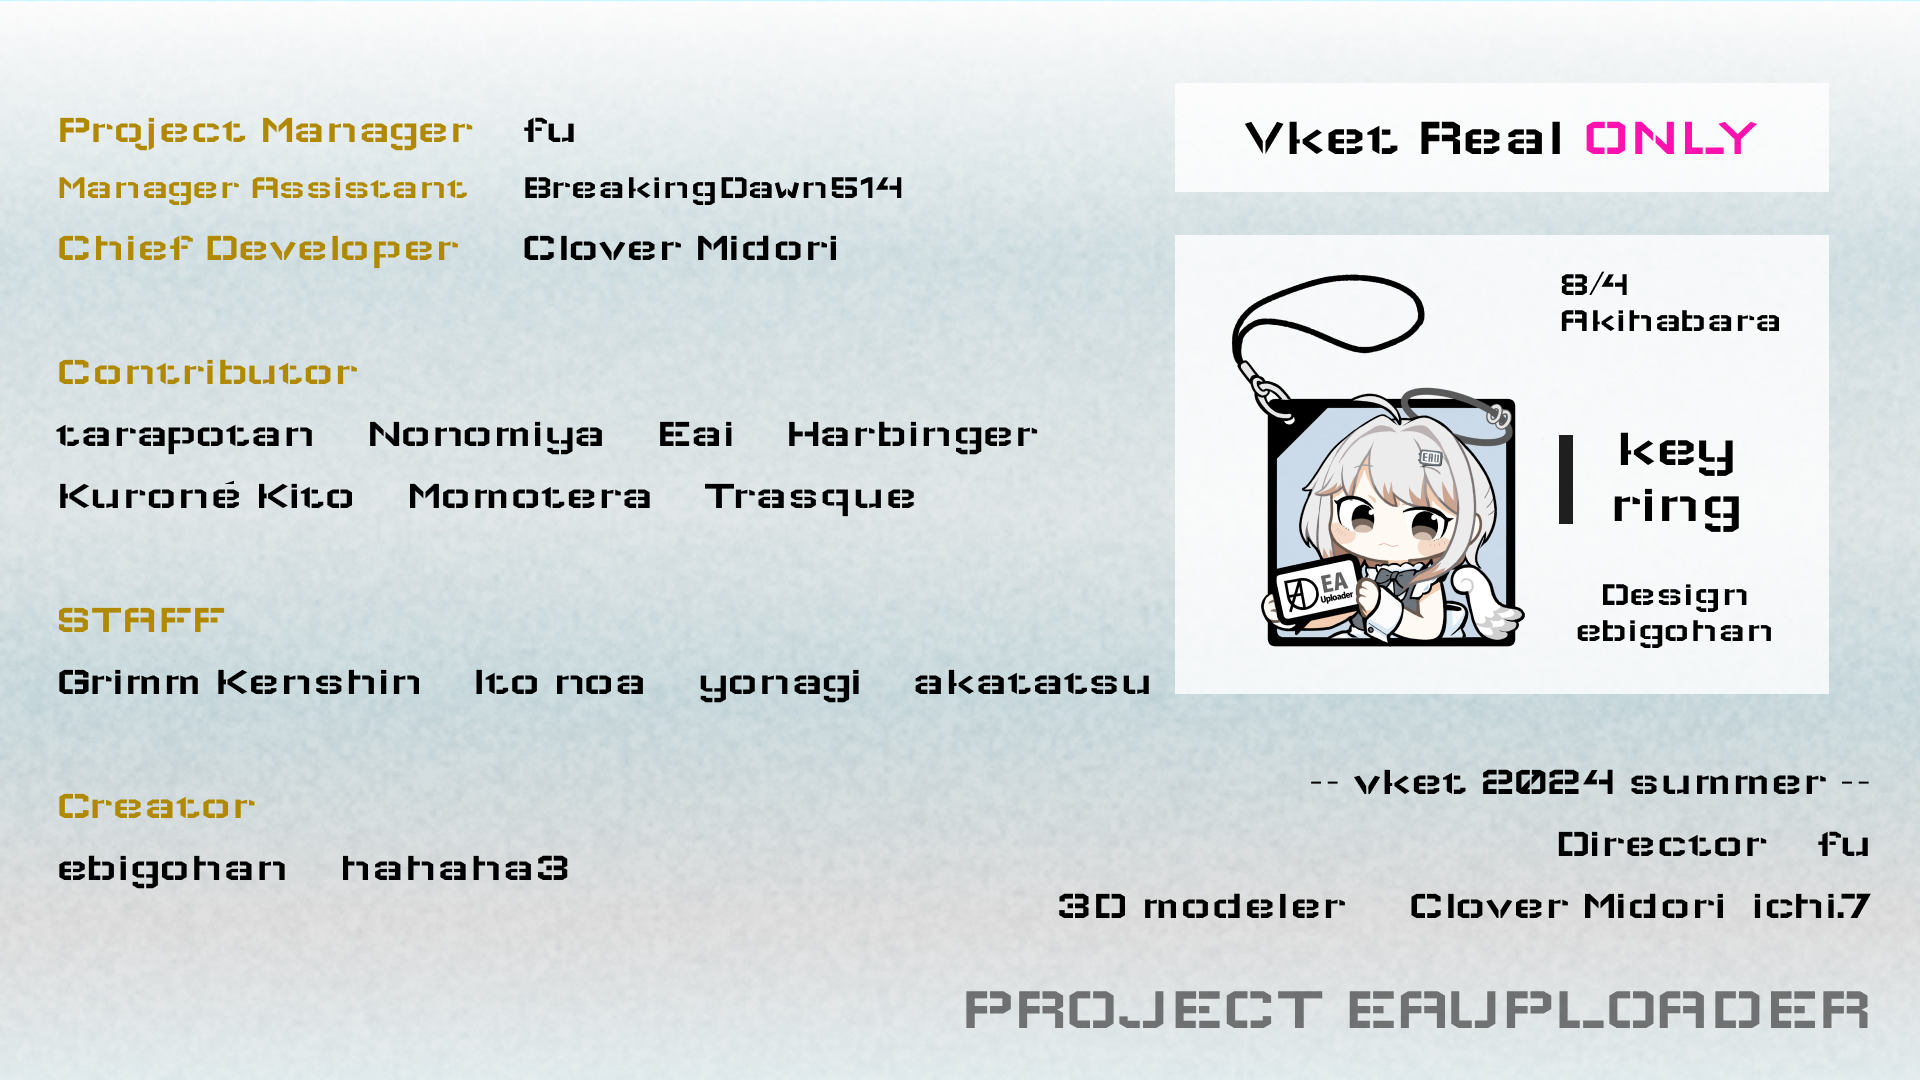 Project Manager fu
Manager Assistant BreakingDawn514
Chief Developer Clover Midori
Contributor
tarapotan Nonomiya Eai Harbinger
Kuroné Kito Momotera Trasque
STAFF
Grimm Kenshin Ito noa yonagi akatatsu
Creator
ebigohan hahaha3
Vket Real ONLY
8/4
Akihabara
EAU
EA
Uploader
key
ring
Design
ebigohan
-- vket 2024 summer --
Director fu
3D modeler Clover Midori ichi.7
PROJECT EAUPLOADER